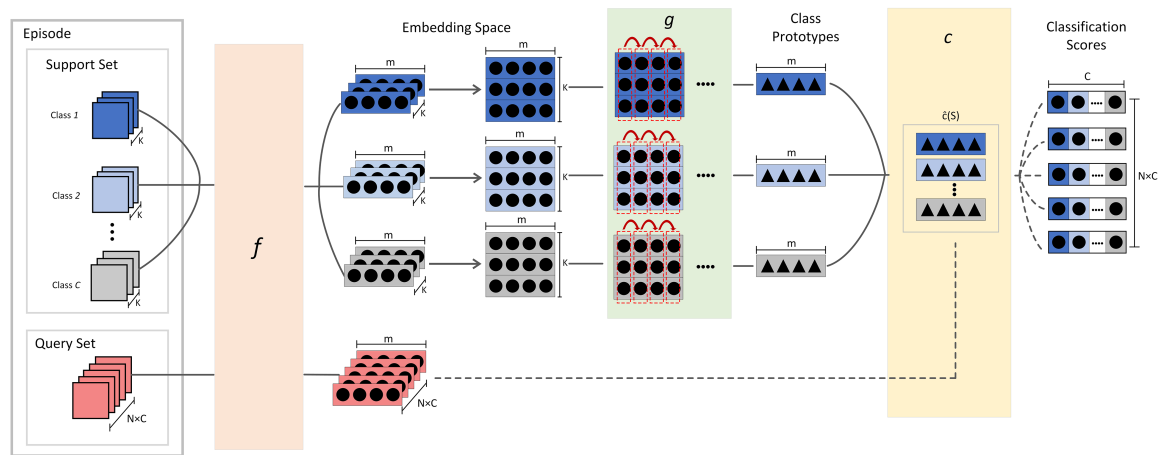 Episode
Support Set
Class 1
K
Class 2
K
Class C
K
Query Set
N×C
f
Embedding Space
m
K
m
K
m
K
m
K
m
K
m
K
m
N×C
g
....
....
....
Class
Prototypes
m
m
m
c
ĉ(S)
Classification
Scores
C
....
....
....
....
....
N×C